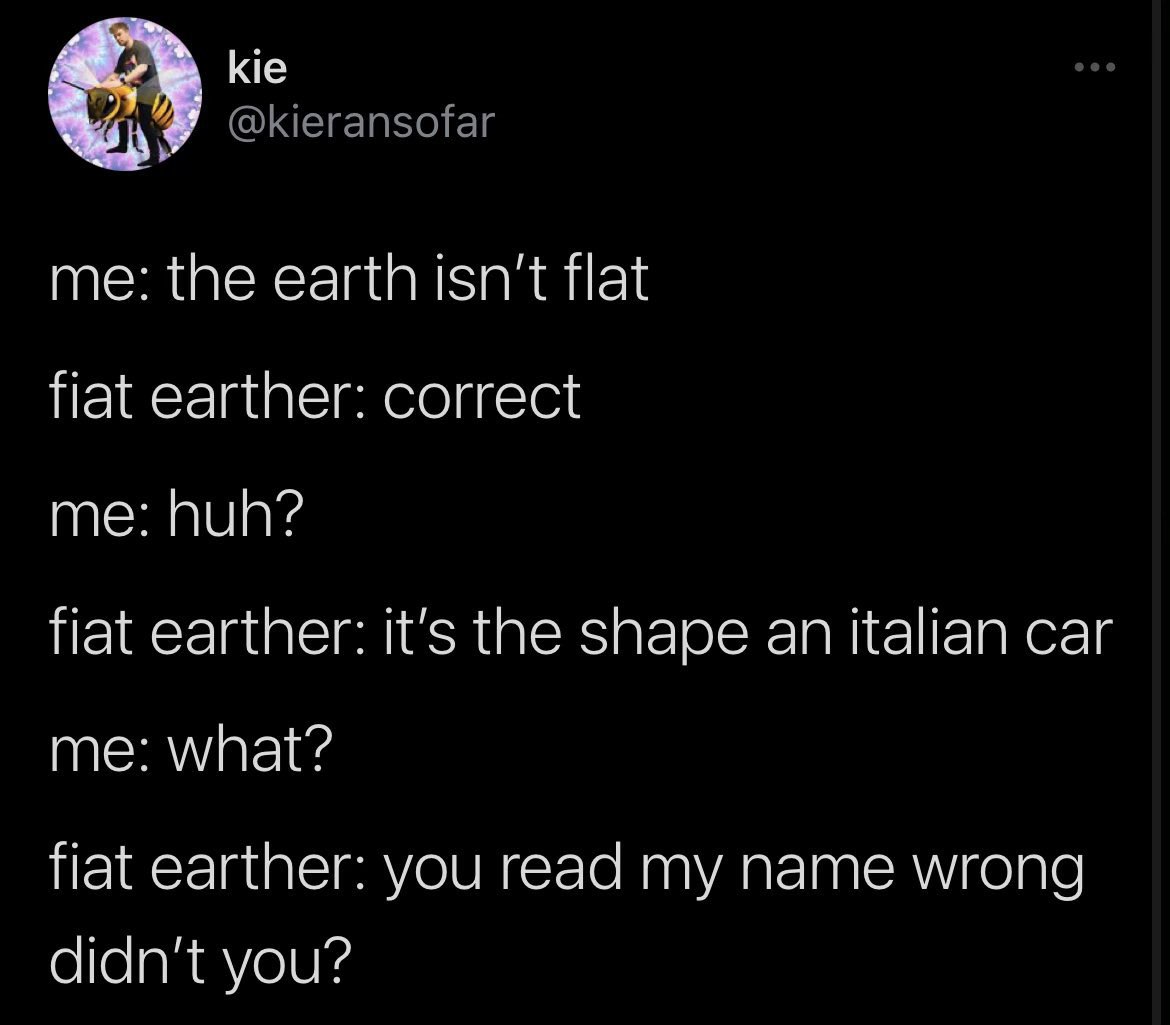 kie
@kieransofar
me: the earth isn’t flat
fiat earther: correct
me: huh?
fiat earther: it’s the shape an italian car
me: what?
fiat earther: you read my name wrong
didn’t you?